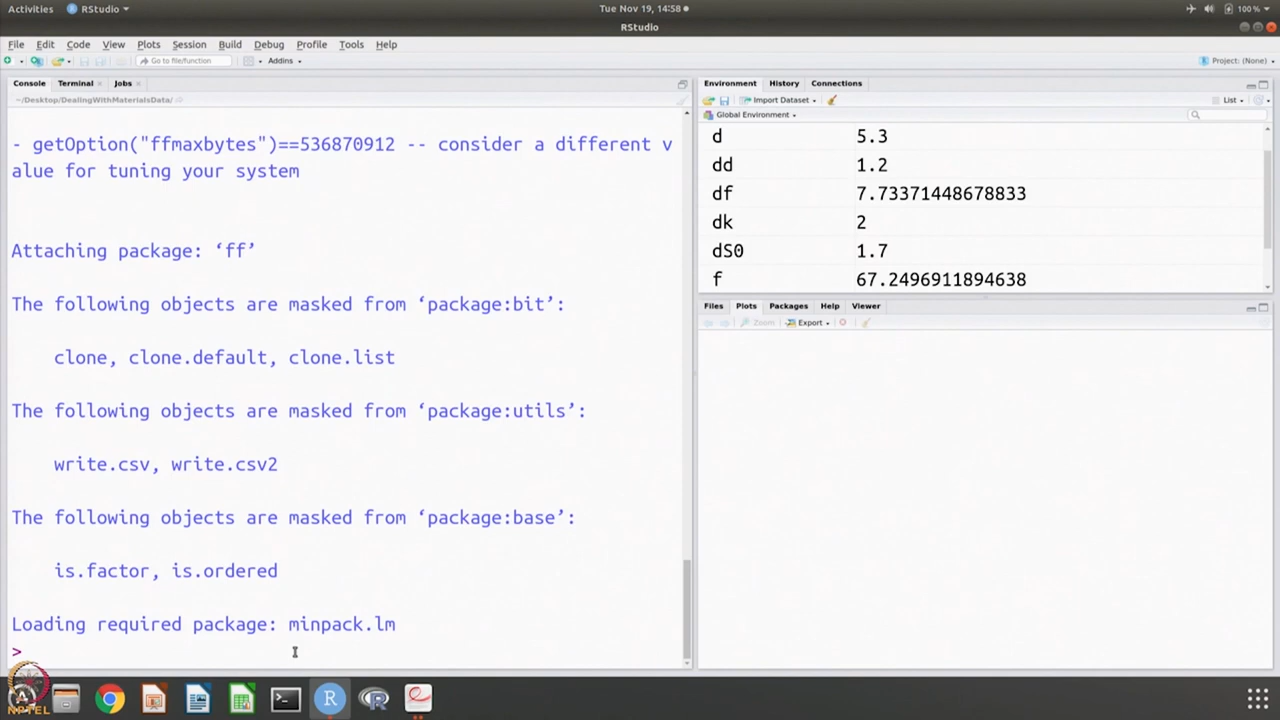 Activities RStudio Tue Nov 19, 14:58 100 %
RStudio
File Edit Code View Plots Session Build Debug Profile Tools Help
Go to file/function Addins Project: (None)
Console Terminal Jobs
~/Desktop/DealingWithMaterialsData/
- getOption("ffmaxbytes")==536870912 -- consider a different v
alue for tuning your system
Attaching package: ‘ff’
The following objects are masked from ‘package:bit’:
clone, clone.default, clone.list
The following objects are masked from ‘package:utils’:
write.csv, write.csv2
The following objects are masked from ‘package:base’:
is.factor, is.ordered
Loading required package: minpack.lm
>
Environment History Connections
Import Dataset List
Global Environment
d 5.3
dd 1.2
df 7.73371448678833
dk 2
dS0 1.7
f 67.2496911894638
Files Plots Packages Help Viewer
Zoom Export
NPTEL